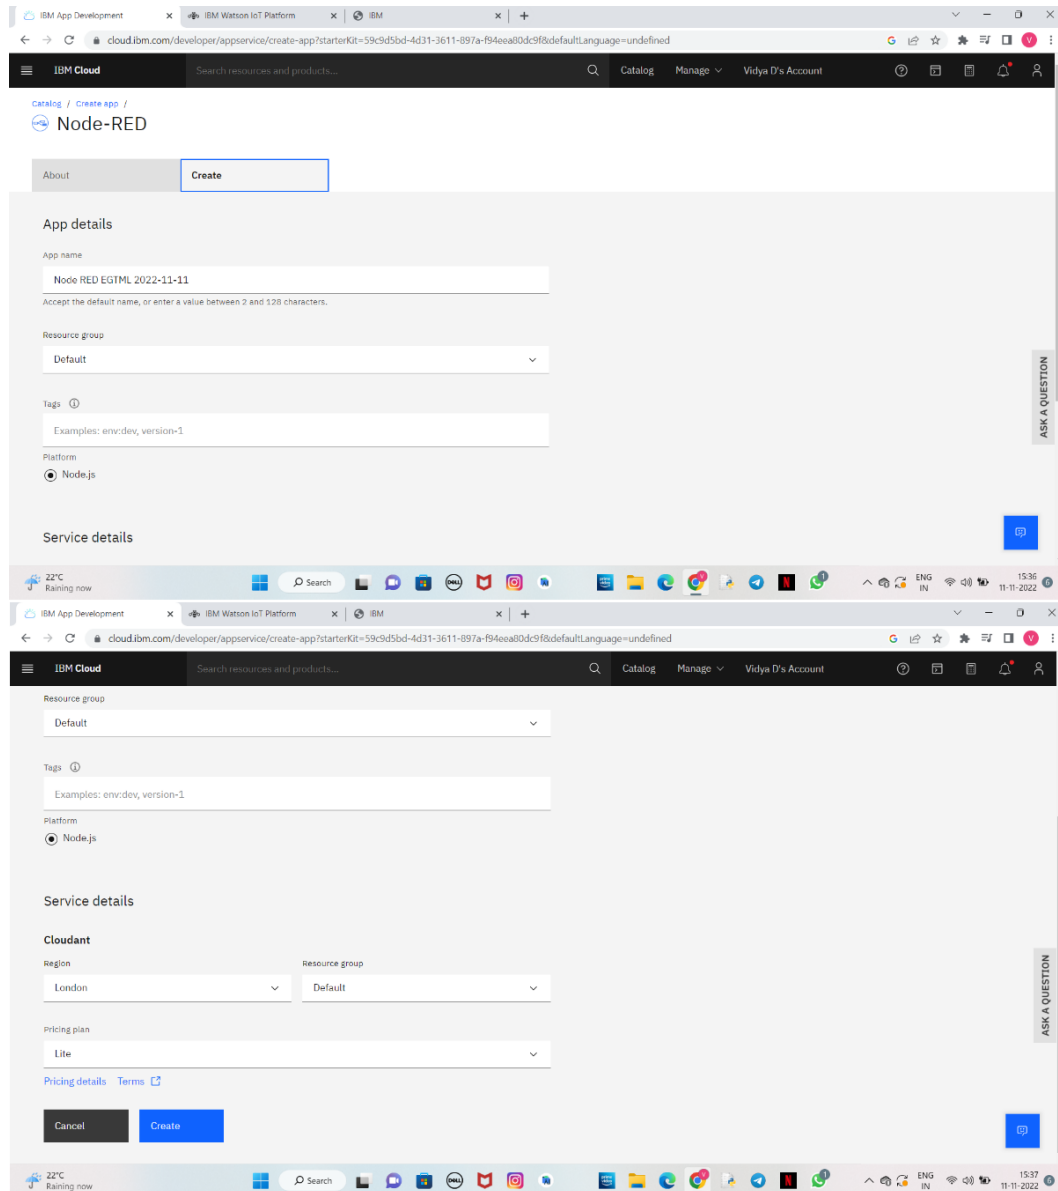 IBM App Development
IBM Watson IoT Platform
IBM
cloud.ibm.com/developer/appservice/create-app?starterKit=59c9d5bd-4d31-3611-897a-f94eea80dc9f&defaultLanguage=undefined
G
V
IBM Cloud
Search resources and products...
Catalog
Manage
Vidya D's Account
Catalog / Create app /
Node-RED
About
Create
App details
App name
Node RED EGTML 2022-11-11
Accept the default name, or enter a value between 2 and 128 characters.
Resource group
Default
Tags
Examples: env:dev, version-1
Platform
Node.js
Service details
ASK A QUESTION
22°C
Raining now
Search
DELL
ENG
IN
15:36
11-11-2022
6
IBM App Development
IBM Watson IoT Platform
IBM
cloud.ibm.com/developer/appservice/create-app?starterKit=59c9d5bd-4d31-3611-897a-f94eea80dc9f&defaultLanguage=undefined
G
V
IBM Cloud
Search resources and products...
Catalog
Manage
Vidya D's Account
Resource group
Default
Tags
Examples: env:dev, version-1
Platform
Node.js
Service details
Cloudant
Region
Resource group
London
Default
Pricing plan
Lite
Pricing details Terms
Cancel
Create
ASK A QUESTION
22°C
Raining now
Search
DELL
ENG
IN
15:37
11-11-2022